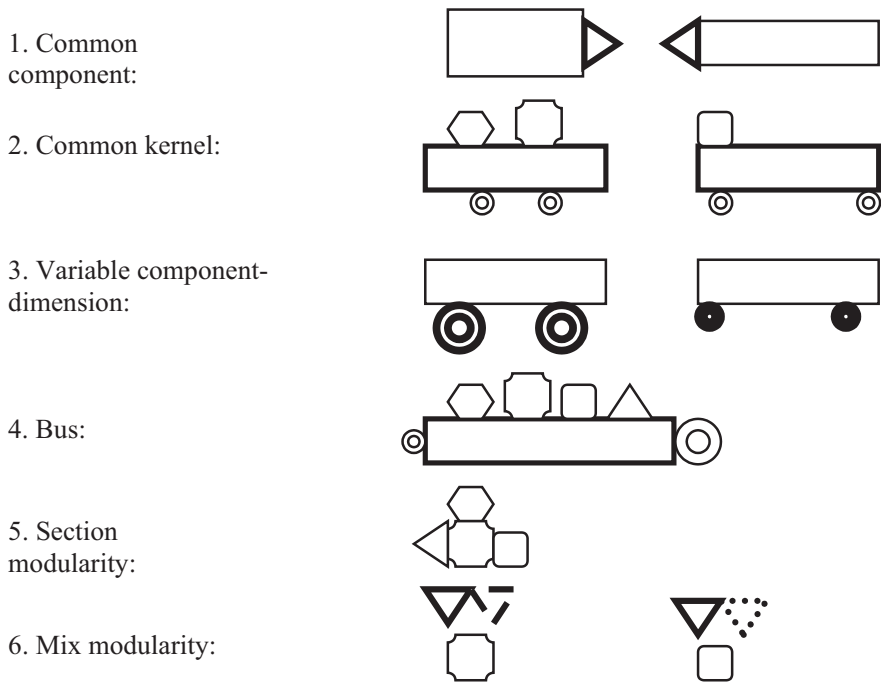 1. Common
component:
2. Common kernel:
3. Variable component-
dimension:
4. Bus:
5. Section
modularity:
6. Mix modularity: